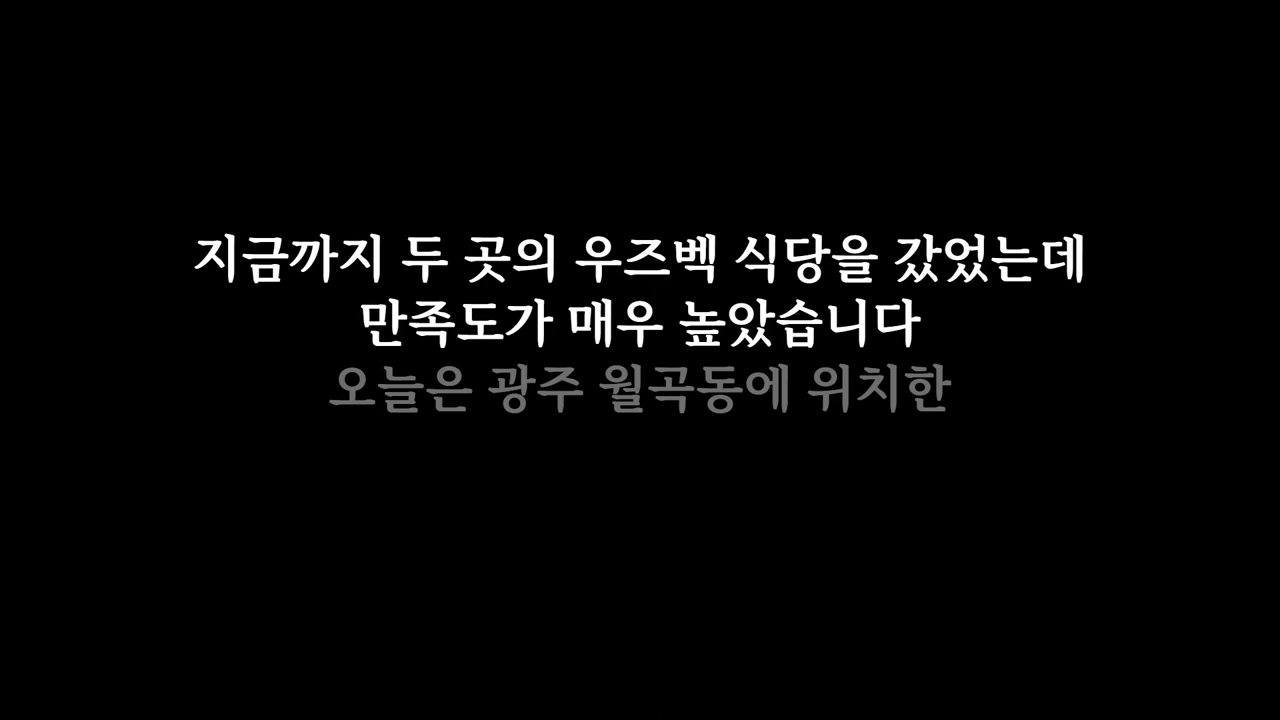 지금까지 두 곳의 우즈벡 식당을 갔었는데
만족도가 매우 높았습니다
오늘은 광주 월곡동에 위치한